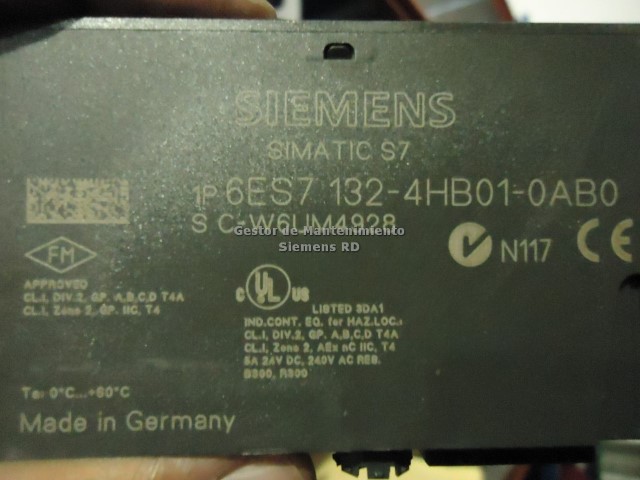 SIEMENS
SIMATIC S7
1P 6ES7 132-4HB01-0AB0
S C-W6UM4928
Gestor de Mantenimiento
Siemens RD
N117
CE
FM
APPROVED
CL.I, DIV.2, GP. A,B,C,D T4A
CL.I, Zone 2, GP. IIC, T4
C UL US
LISTED 3DA1
IND.CONT. EQ. for HAZ.LOC.:
CL.I, DIV.2, GP. A,B,C,D T4A
CL.I, Zone 2, AEx nC IIC, T4
5A 24V DC, 240V AC RES.
B300, R300
Ta: 0°C...+60°C
Made in Germany